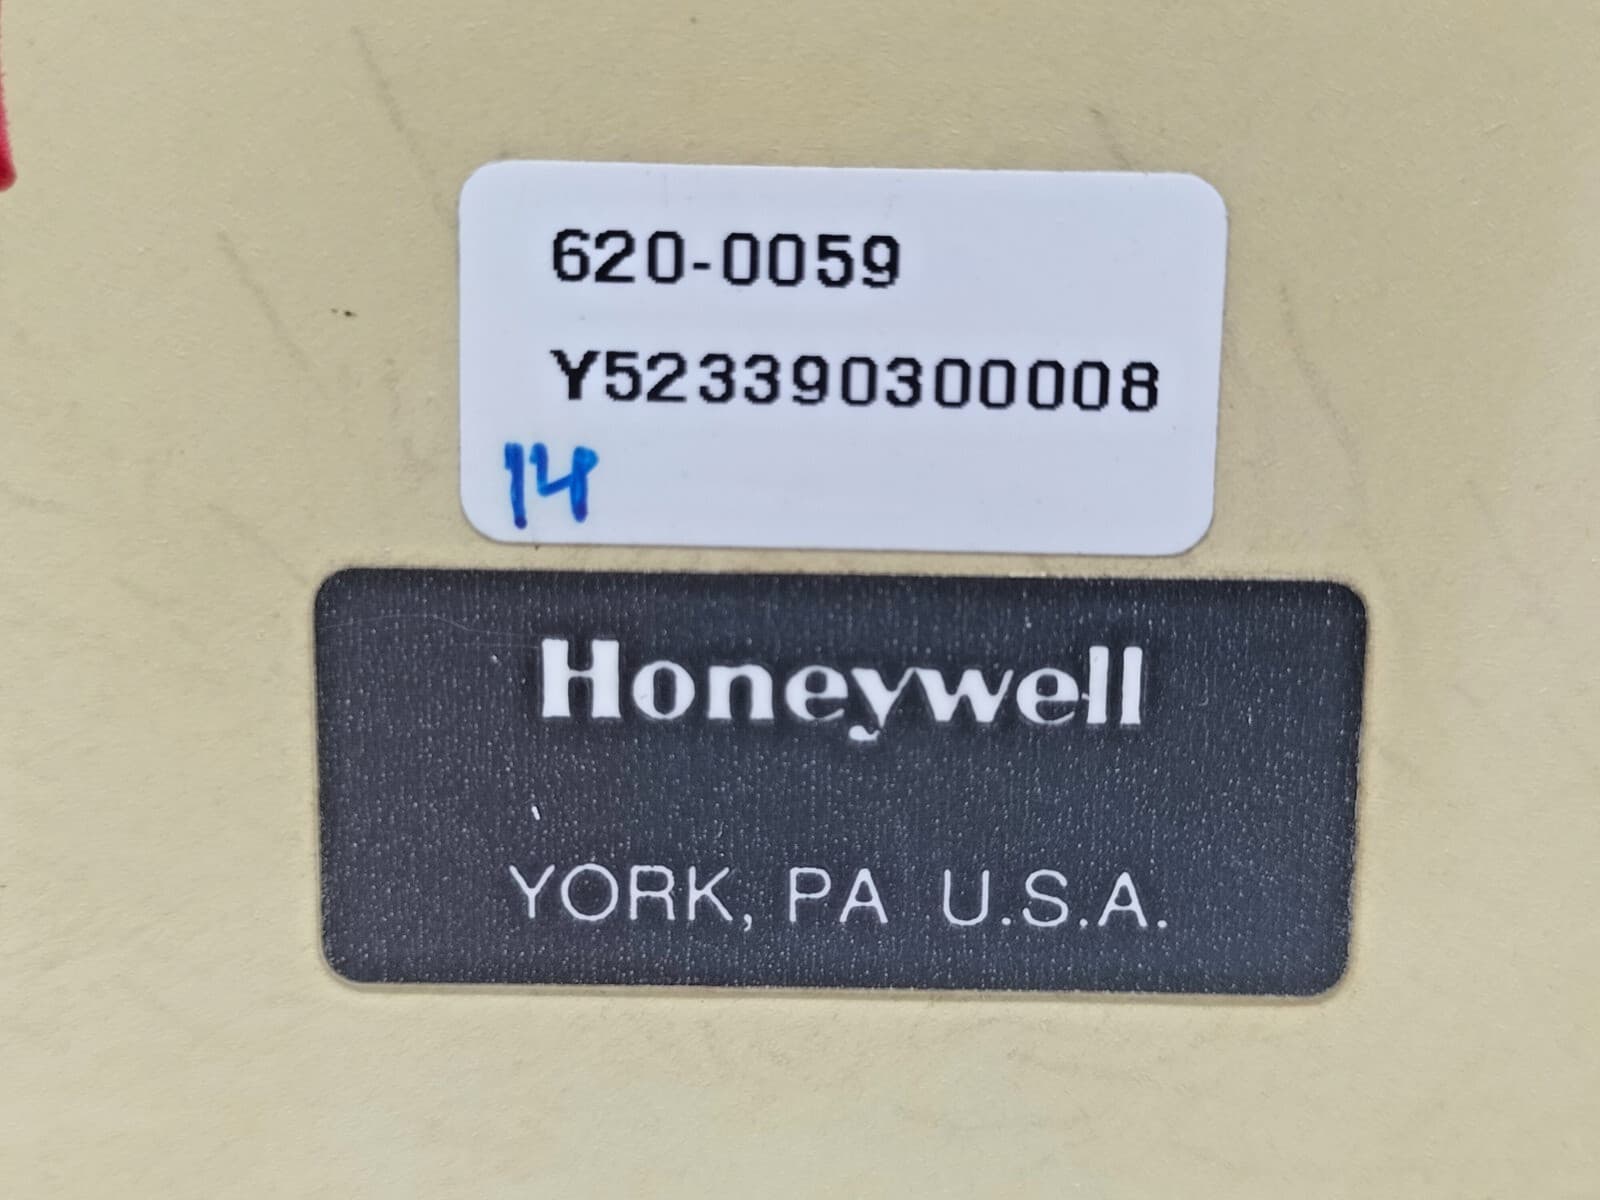 620-0059
Y523390300008
14
Honeywell
YORK, PA U.S.A.